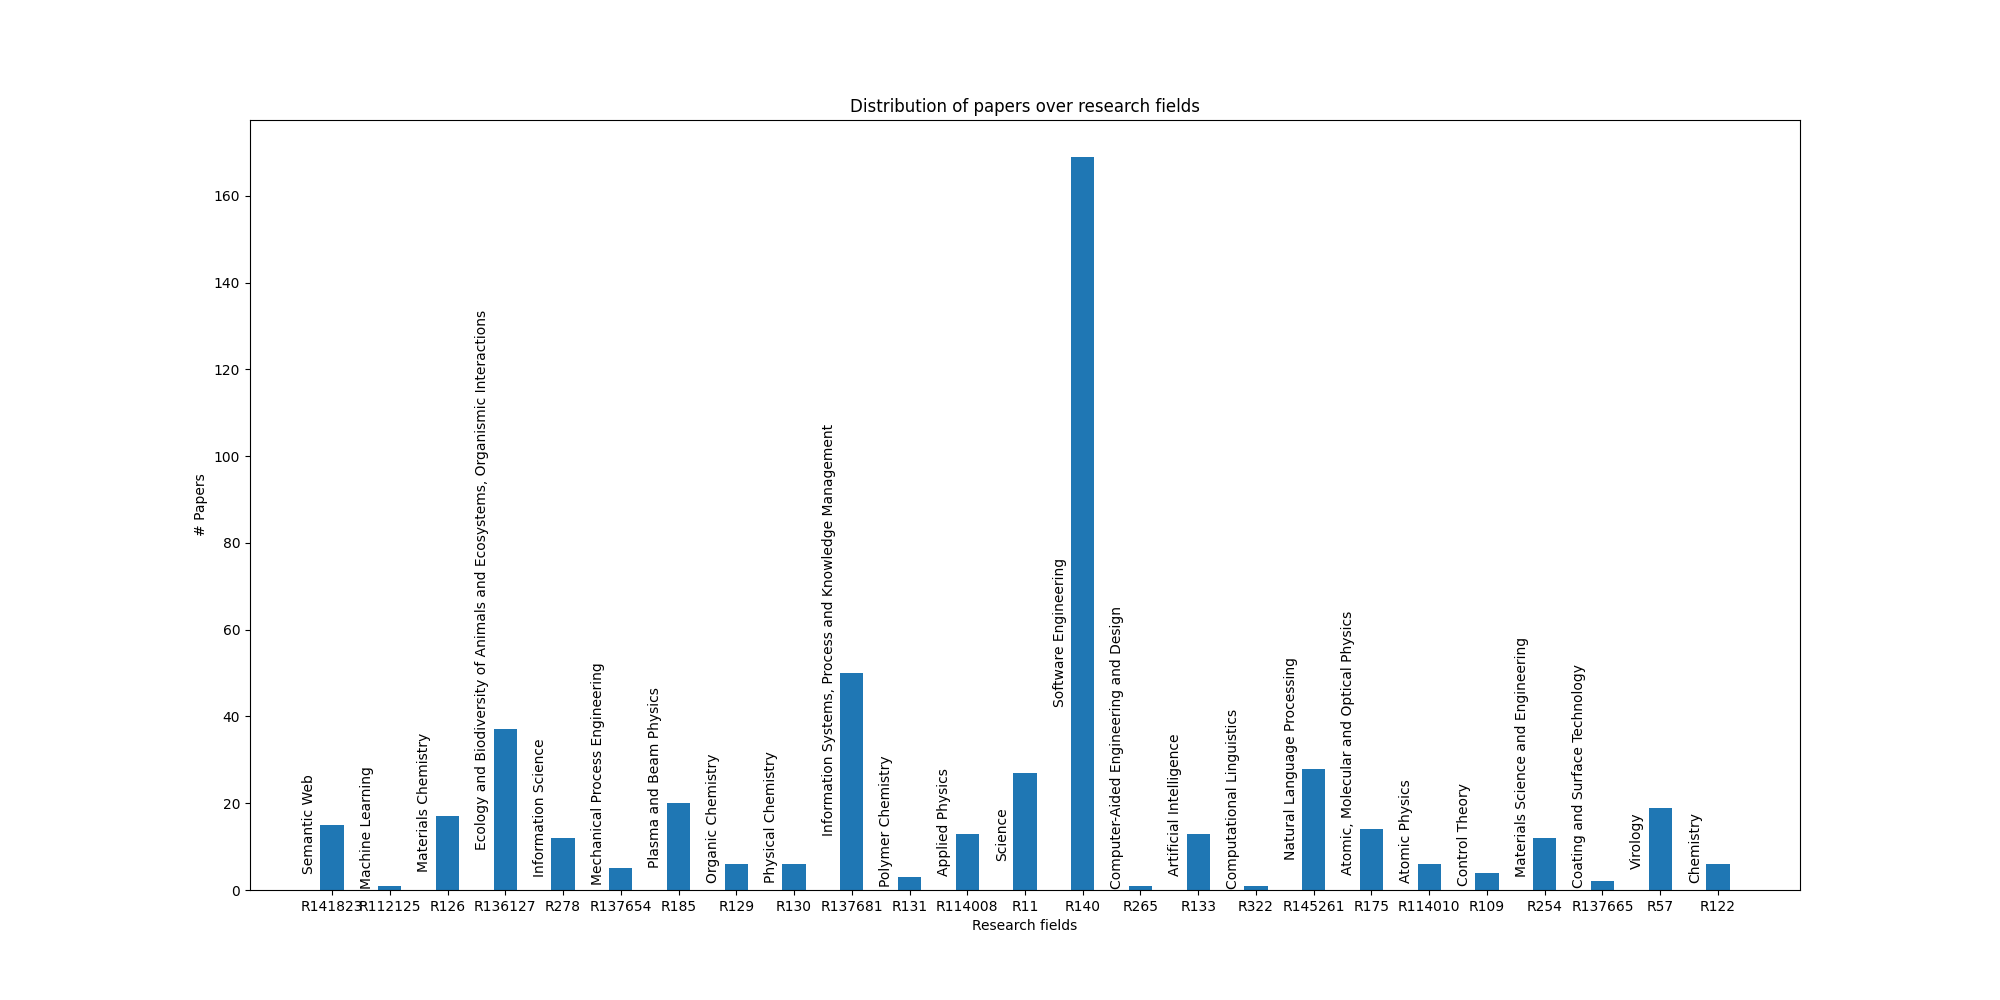 Distribution of papers over research fields
# Papers
160
140
120
100
80
60
40
20
0
Semantic Web
Machine Learning
Materials Chemistry
Ecology and Biodiversity of Animals and Ecosystems, Organismic Interactions
Information Science
Mechanical Process Engineering
Plasma and Beam Physics
Organic Chemistry
Physical Chemistry
Information Systems, Process and Knowledge Management
Polymer Chemistry
Applied Physics
Science
Software Engineering
Computer-Aided Engineering and Design
Artificial Intelligence
Computational Linguistics
Natural Language Processing
Atomic, Molecular and Optical Physics
Atomic Physics
Control Theory
Materials Science and Engineering
Coating and Surface Technology
Virology
Chemistry
R141823 R112125 R126 R136127 R278 R137654 R185 R129 R130 R137681 R131 R114008 R11 R140 R265 R133 R322 R145261 R175 R114010 R109 R254 R137665 R57 R122
Research fields